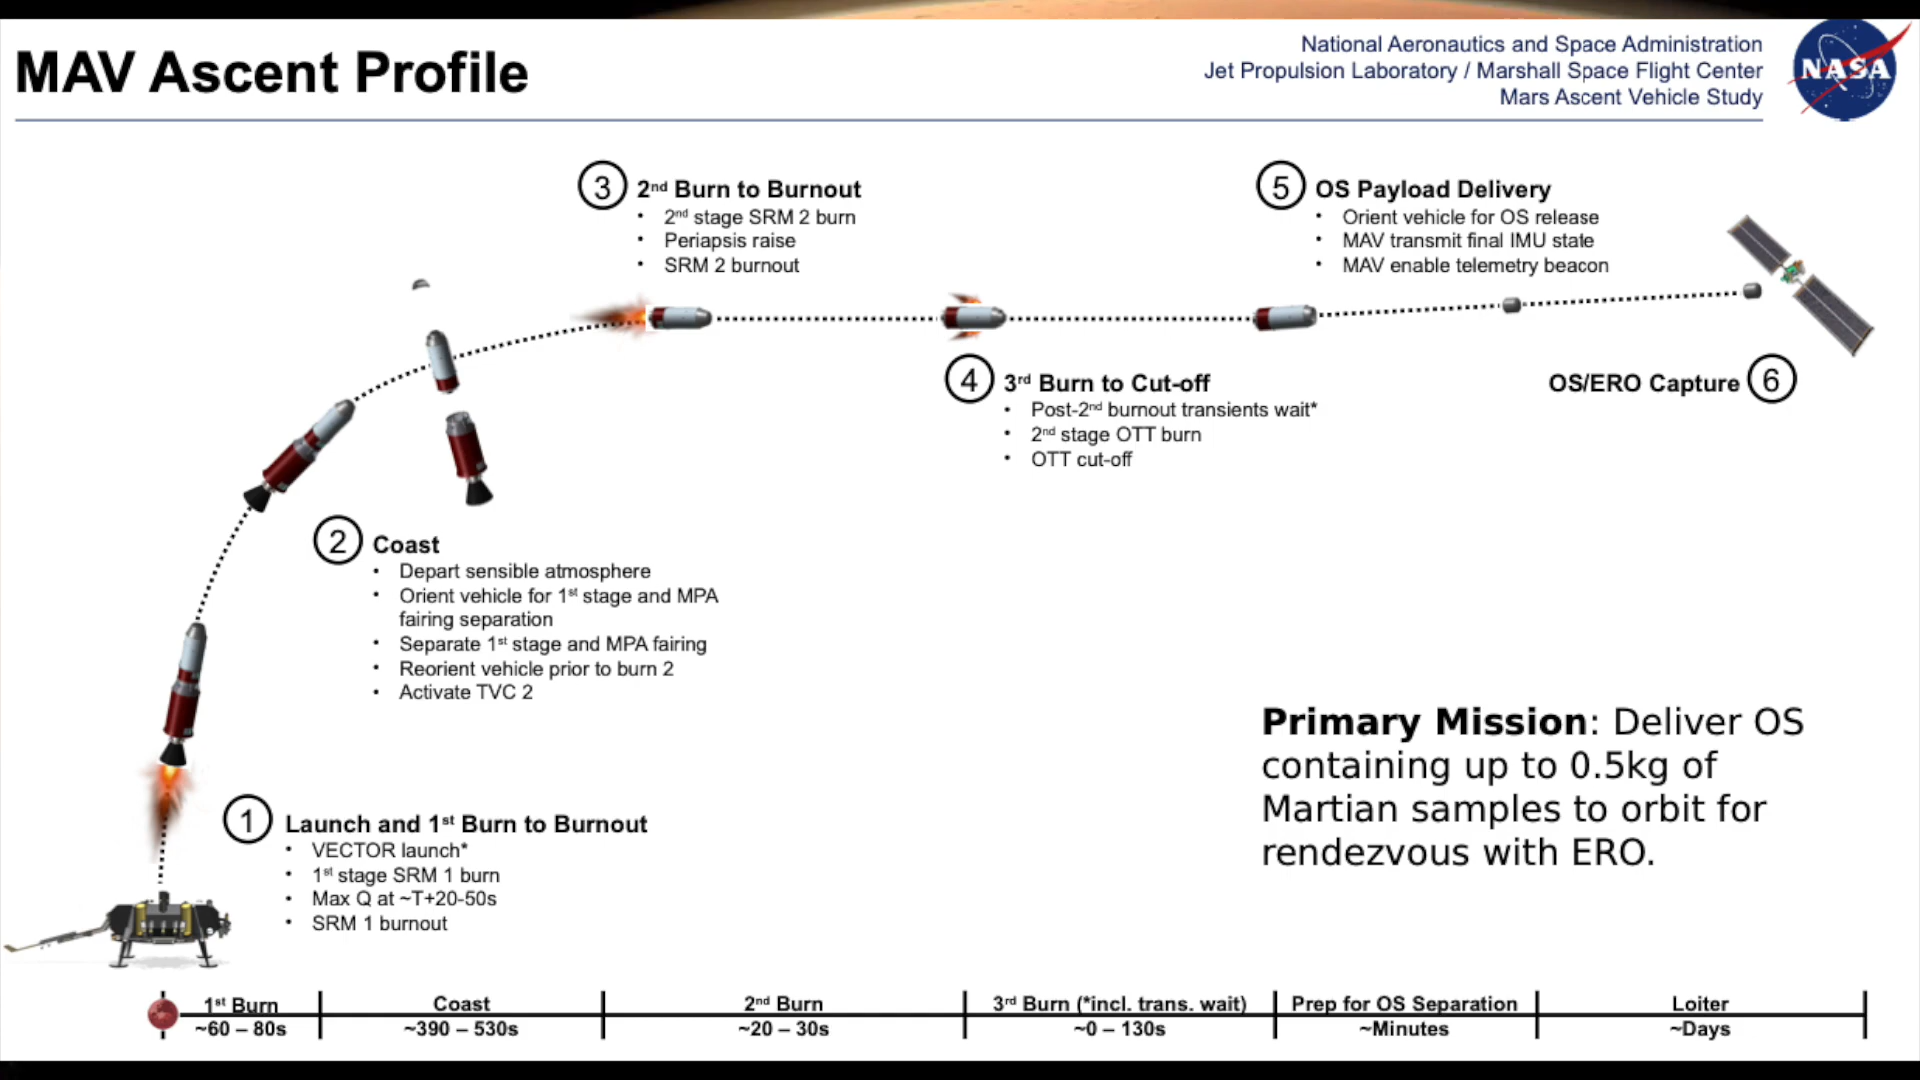 MAV Ascent Profile
National Aeronautics and Space Administration
Jet Propulsion Laboratory / Marshall Space Flight Center
Mars Ascent Vehicle Study
NASA
3 2nd Burn to Burnout
• 2nd stage SRM 2 burn
• Periapsis raise
• SRM 2 burnout
5 OS Payload Delivery
• Orient vehicle for OS release
• MAV transmit final IMU state
• MAV enable telemetry beacon
4 3rd Burn to Cut-off
• Post-2nd burnout transients wait*
• 2nd stage OTT burn
• OTT cut-off
OS/ERO Capture 6
2 Coast
• Depart sensible atmosphere
• Orient vehicle for 1st stage and MPA
fairing separation
• Separate 1st stage and MPA fairing
• Reorient vehicle prior to burn 2
• Activate TVC 2
Primary Mission: Deliver OS
containing up to 0.5kg of
Martian samples to orbit for
rendezvous with ERO.
1 Launch and 1st Burn to Burnout
• VECTOR launch*
• 1st stage SRM 1 burn
• Max Q at ~T+20-50s
• SRM 1 burnout
1st Burn Coast 2nd Burn 3rd Burn (*incl. trans. wait) Prep for OS Separation Loiter
~60 – 80s ~390 – 530s ~20 – 30s ~0 – 130s ~Minutes ~Days